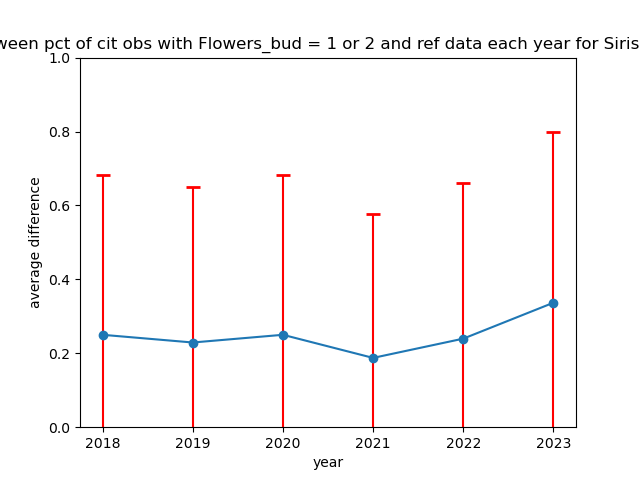 ween pct of cit obs with Flowers_bud = 1 or 2 and ref data each year for Siris
1.0
0.8
0.6
0.4
0.2
0.0
average difference
2018 2019 2020 2021 2022 2023
year